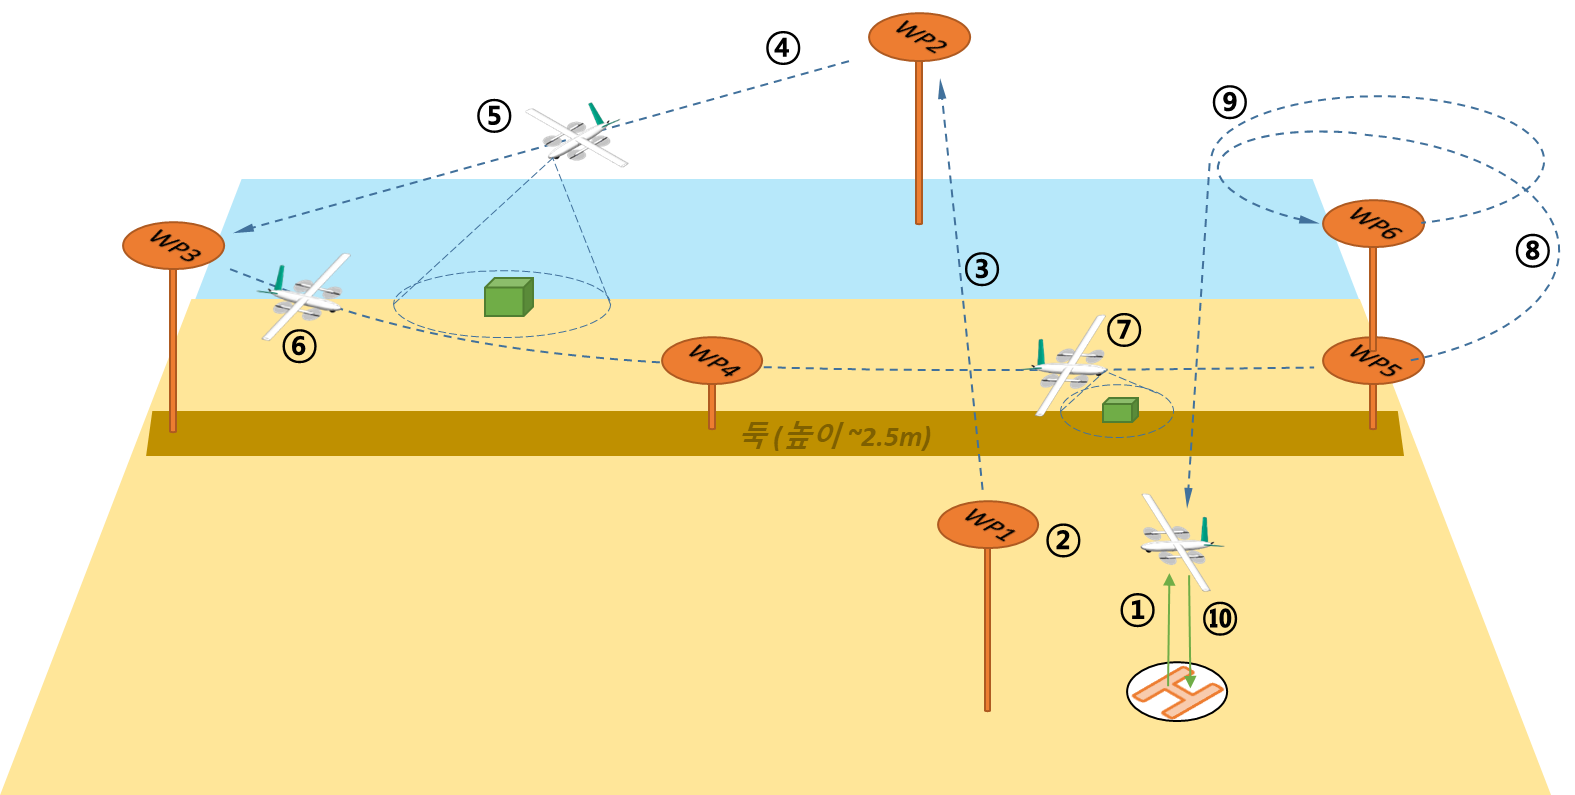 WP2
④
⑨
⑤
WP6
WP3
⑧
③
⑦
⑥
WP4
WP5
둑 (높이 ~2.5m)
WP1
②
①
⑩
H